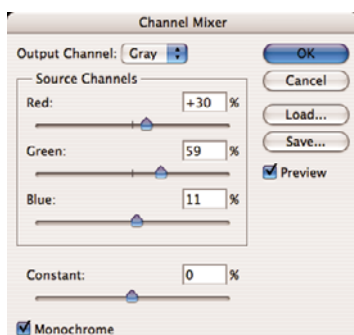 Channel Mixer
Output Channel: Gray
OK
Source Channels
Cancel
Red: +30 %
Load...
Save...
Green: 59 %
Preview
Blue: 11 %
Constant: 0 %
Monochrome